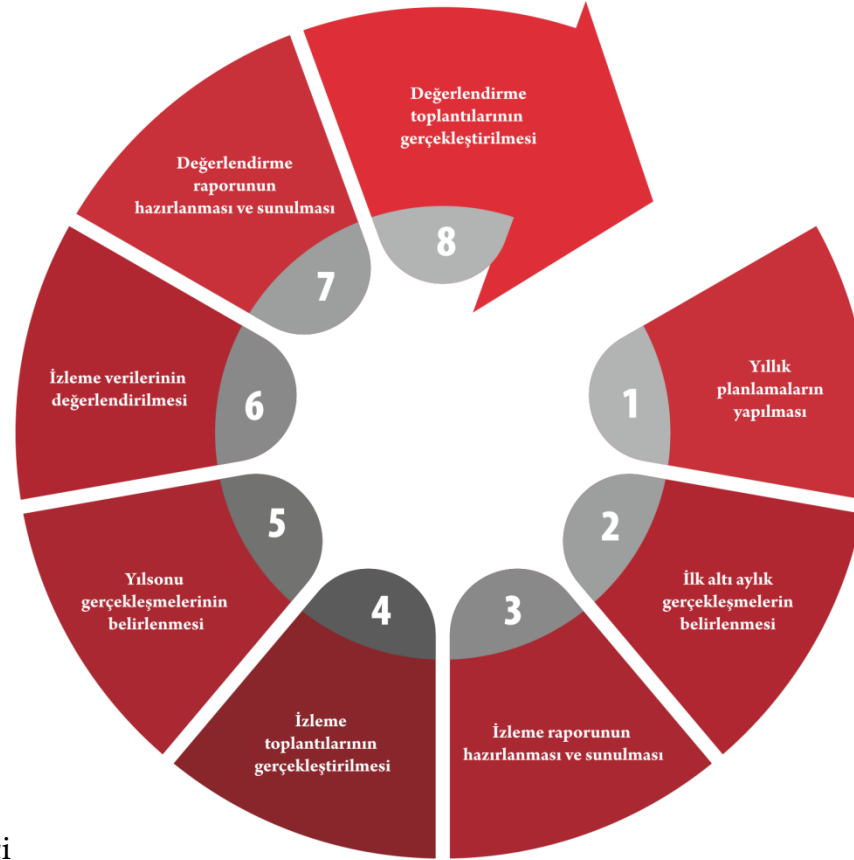 1
Yıllık
planlamaların
yapılması
2
İlk altı aylık
gerçekleşmelerin
belirlenmesi
3
İzleme raporunun
hazırlanması ve sunulması
4
İzleme
toplantılarının
gerçekleştirilmesi
5
Yılsonu
gerçekleşmelerinin
belirlenmesi
6
İzleme verilerinin
değerlendirilmesi
7
Değerlendirme
raporunun
hazırlanması ve sunulması
8
Değerlendirme
toplantılarının
gerçekleştirilmesi